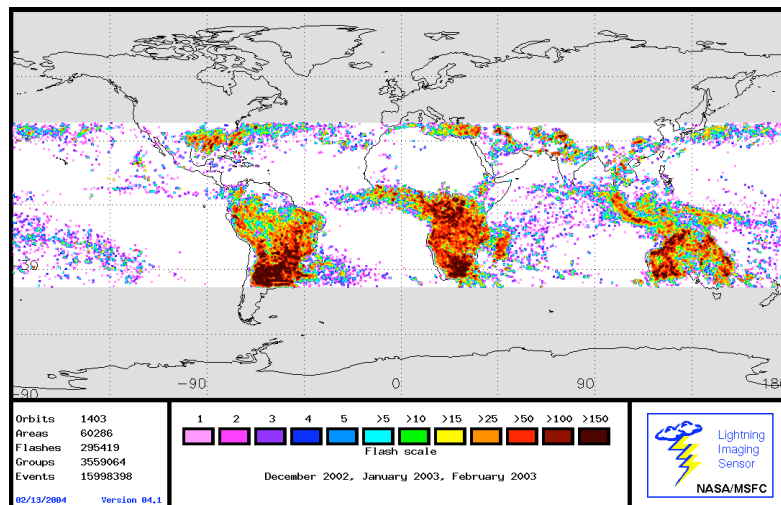 -30
-90
-90
0
90
180
Orbits 1403
Areas 60286
Flashes 295419
Groups 3559064
Events 15998398
02/13/2004 Version 04.1
1 2 3 4 5 >5 >10 >15 >25 >50 >100 >150
Flash scale
December 2002, January 2003, February 2003
Lightning
Imaging
Sensor
NASA/MSFC